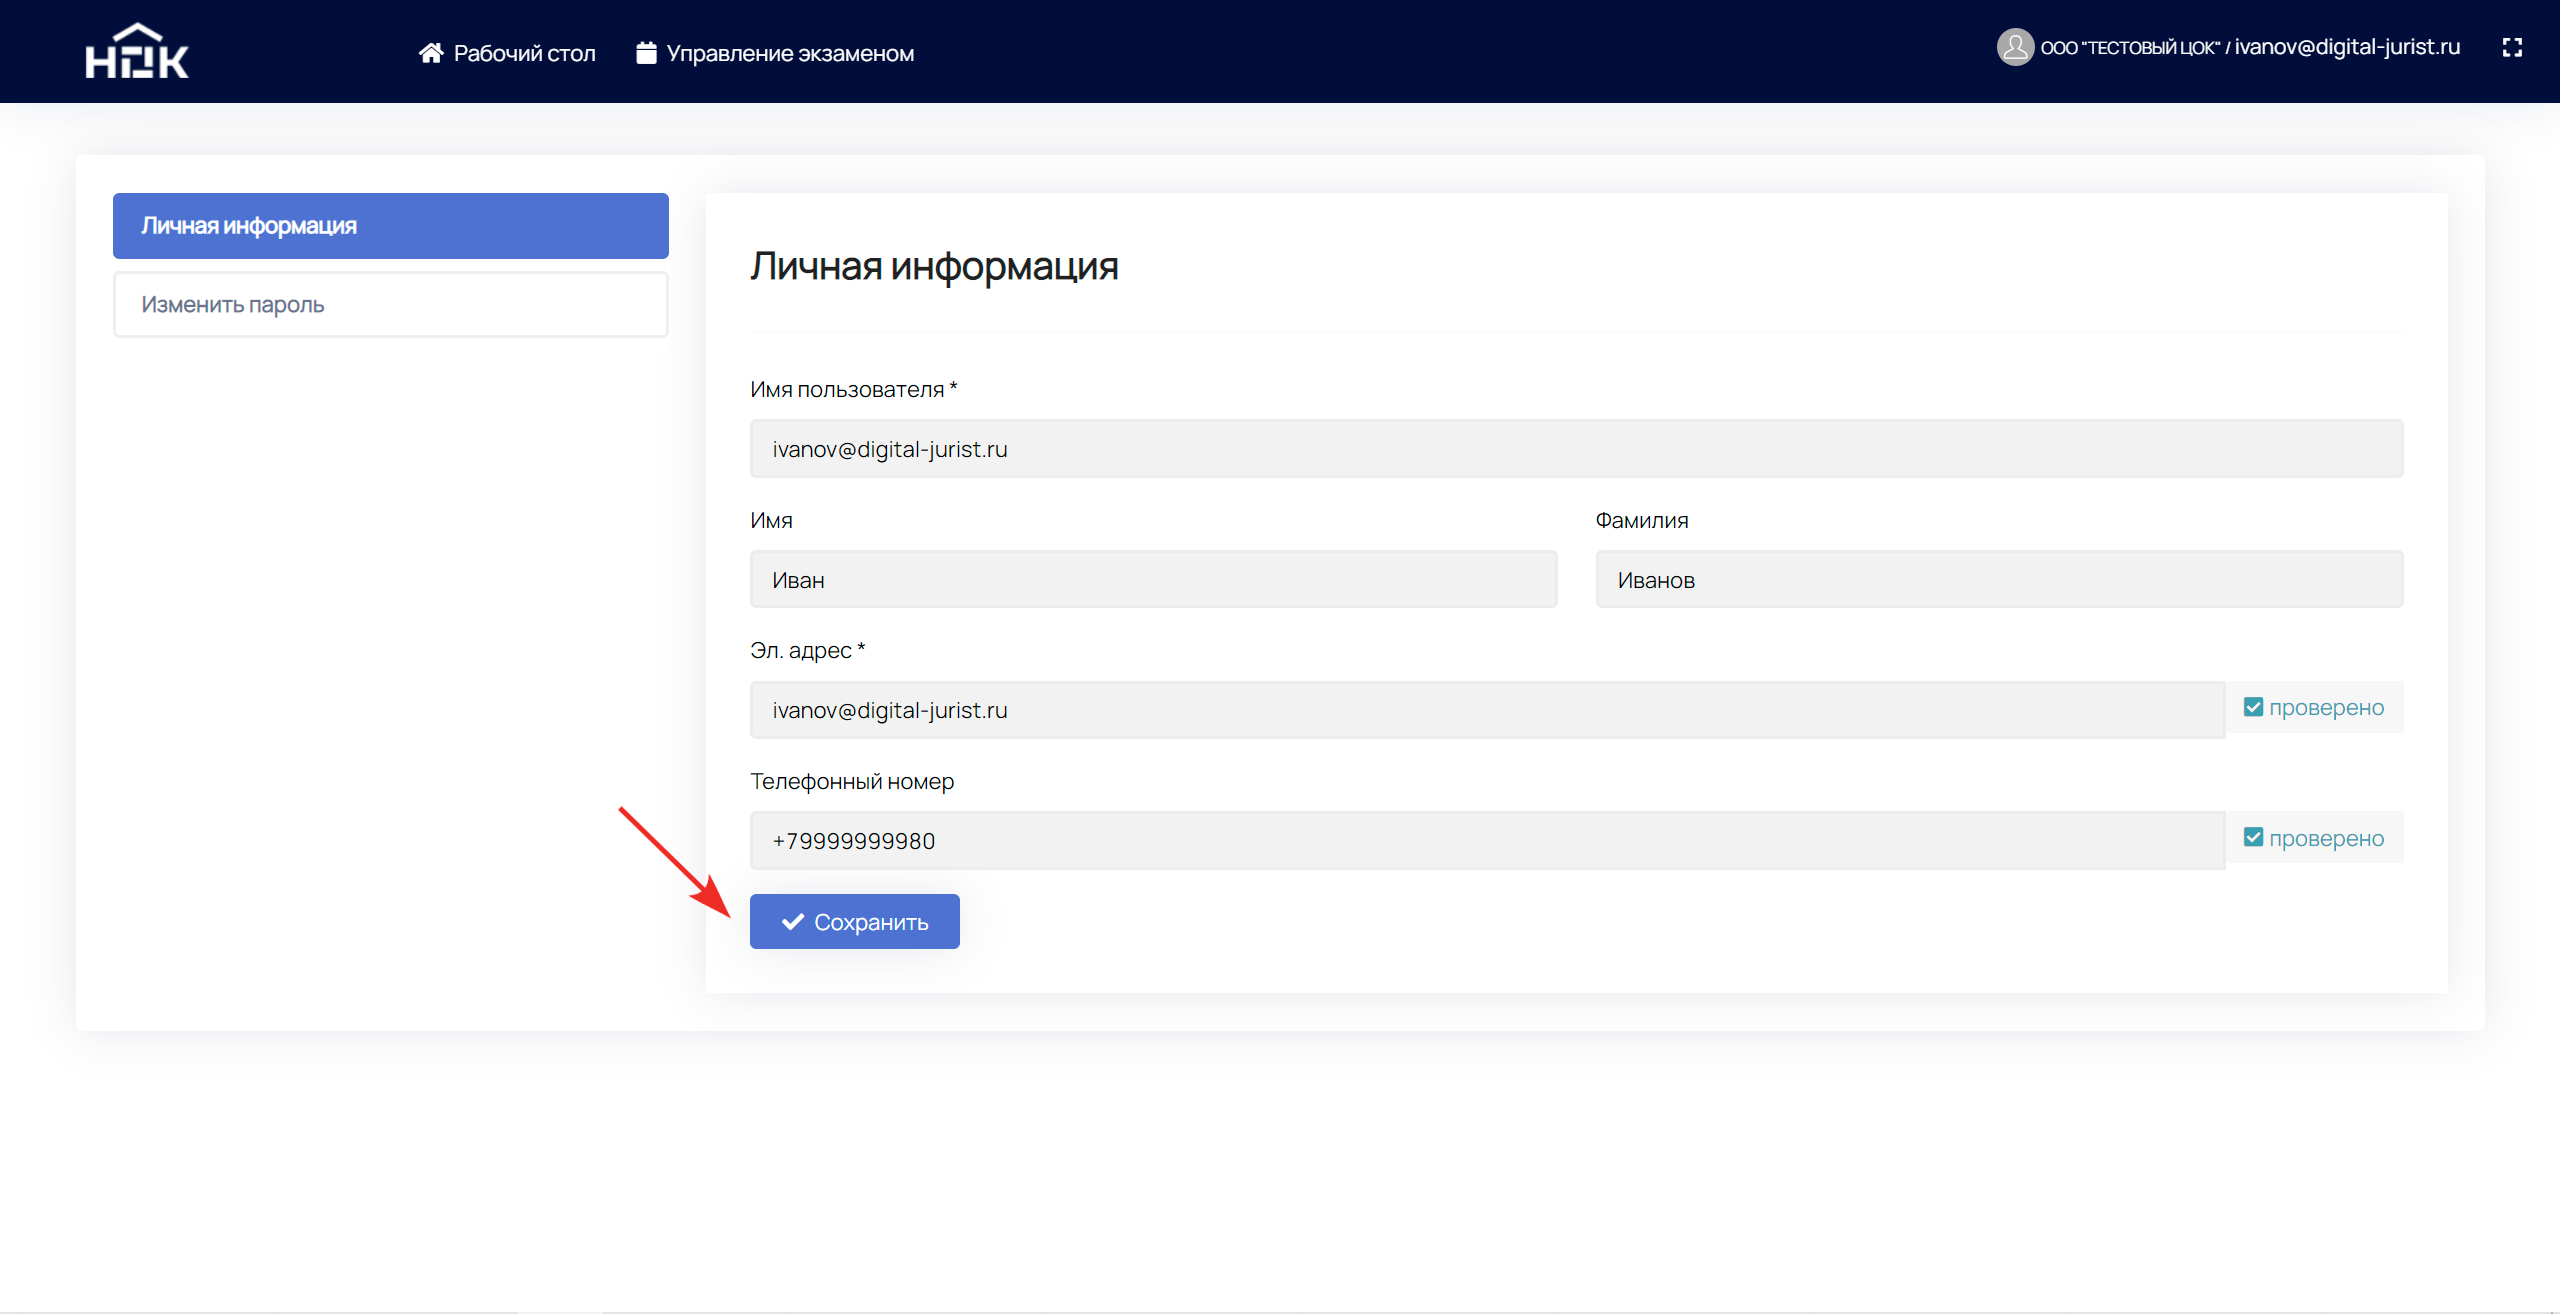 НОК
Рабочий стол
Управление экзаменом
ООО "ТЕСТОВЫЙ ЦОК" / ivanov@digital-jurist.ru
Личная информация
Изменить пароль
Личная информация
Имя пользователя *
ivanov@digital-jurist.ru
Имя
Фамилия
Иван
Иванов
Эл. адрес *
ivanov@digital-jurist.ru
проверено
Телефонный номер
+79999999980
проверено
Сохранить